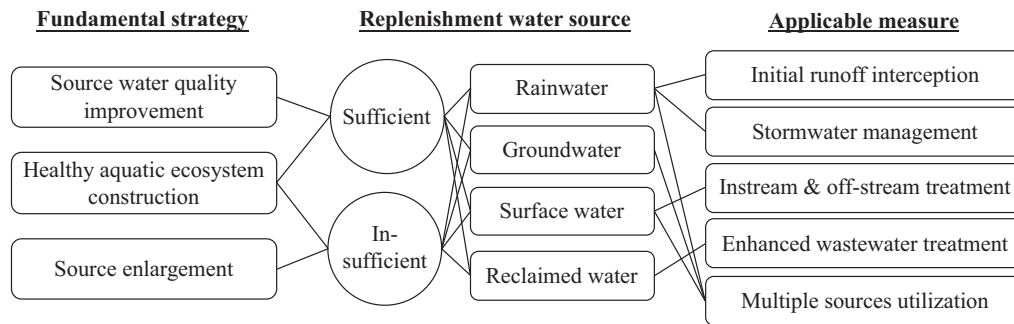 Fundamental strategy
Replenishment water source
Applicable measure
Source water quality
improvement
Healthy aquatic ecosystem
construction
Source enlargement
Sufficient
In-
sufficient
Rainwater
Groundwater
Surface water
Reclaimed water
Initial runoff interception
Stormwater management
Instream & off-stream treatment
Enhanced wastewater treatment
Multiple sources utilization